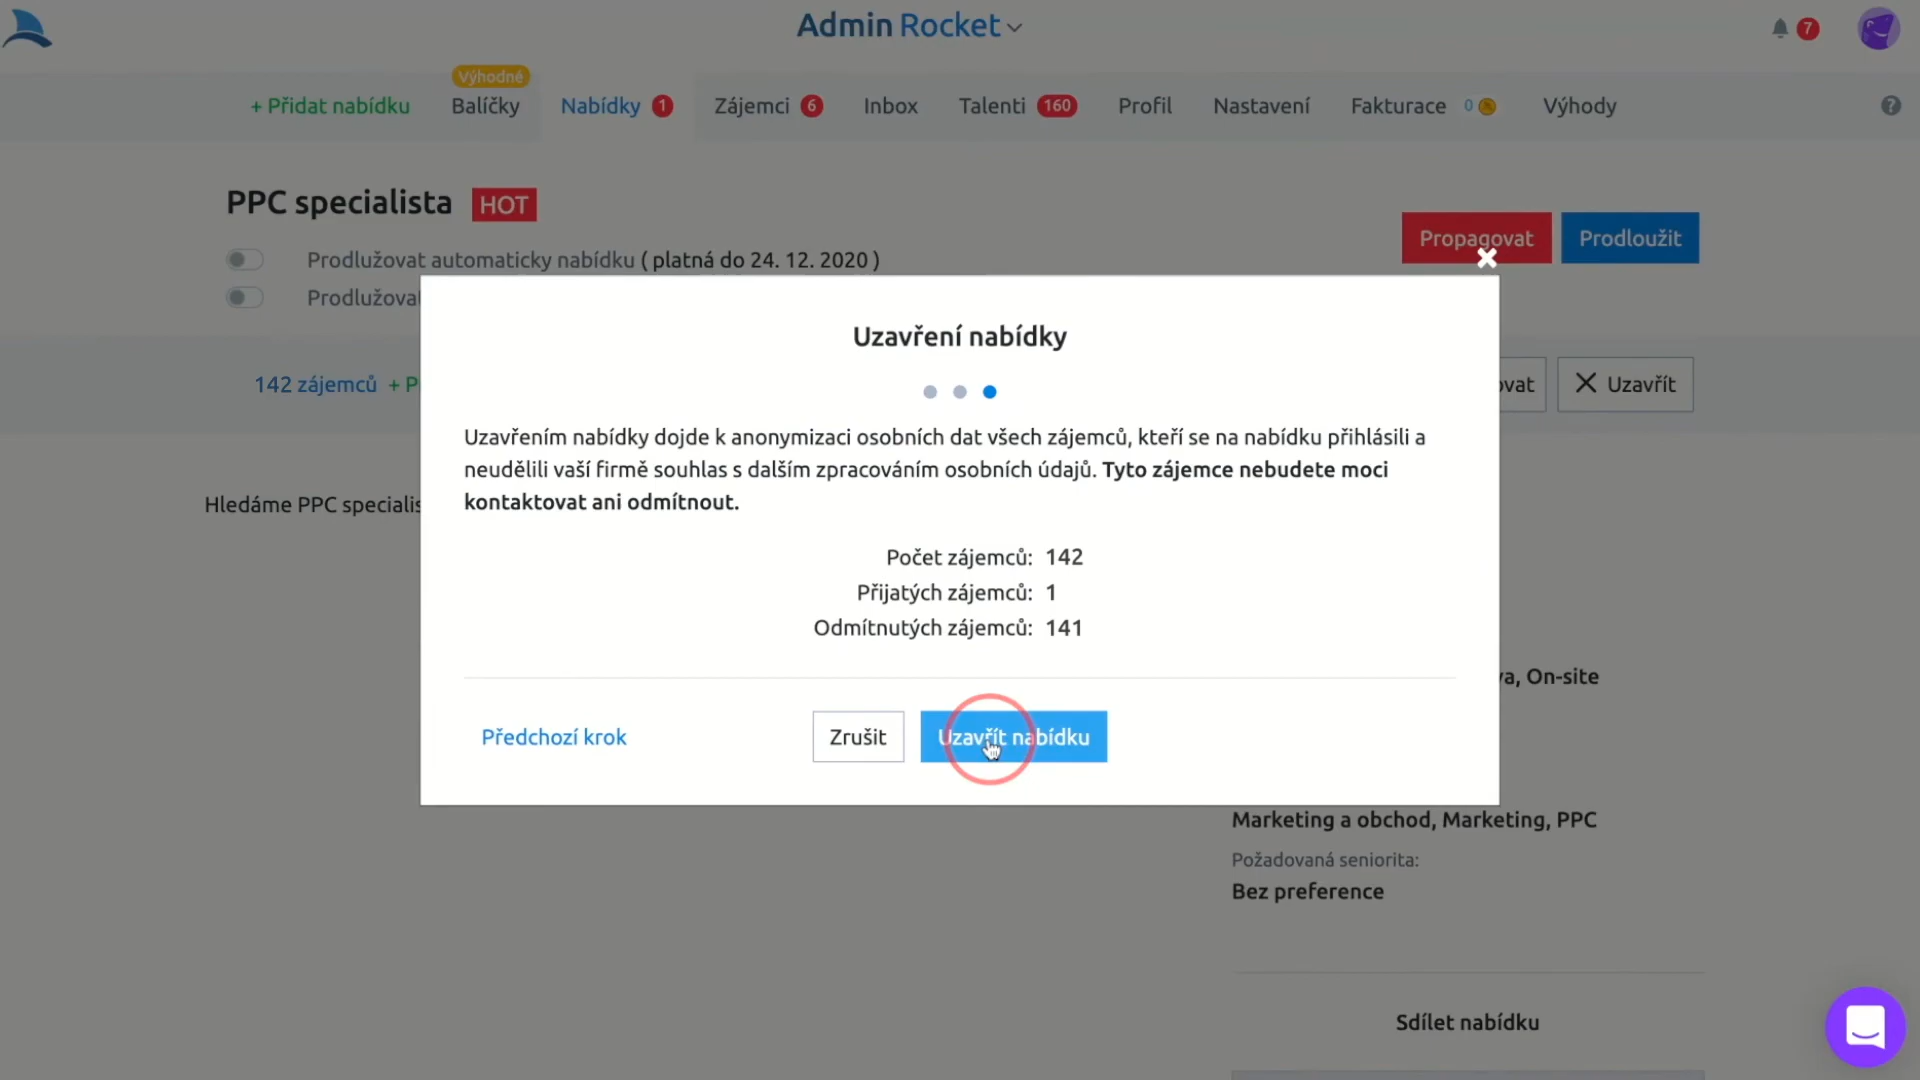 Admin Rocket
7
Výhodné
+ Přidat nabídku
Balíčky
Nabídky 1
Zájemci 6
Inbox
Talenti 160
Profil
Nastavení
Fakturace 0
Výhody
?
PPC specialista HOT
Propagovat
Prodloužit
Prodlužovat automaticky nabídku ( platná do 24. 12. 2020 )
Uzavření nabídky
142 zájemců
Uzavřít
Uzavřením nabídky dojde k anonymizaci osobních dat všech zájemců, kteří se na nabídku přihlásili a
neudělili vaší firmě souhlas s dalším zpracováním osobních údajů. Tyto zájemce nebudete moci
kontaktovat ani odmítnout.
Hledáme PPC
Počet zájemců: 142
Přijatých zájemců: 1
Odmítnutých zájemců: 141
On-site
Předchozí krok
Zrušit
Uzavřít nabídku
Marketing a obchod, Marketing, PPC
Požadovaná seniorita:
Bez preference
Sdílet nabídku